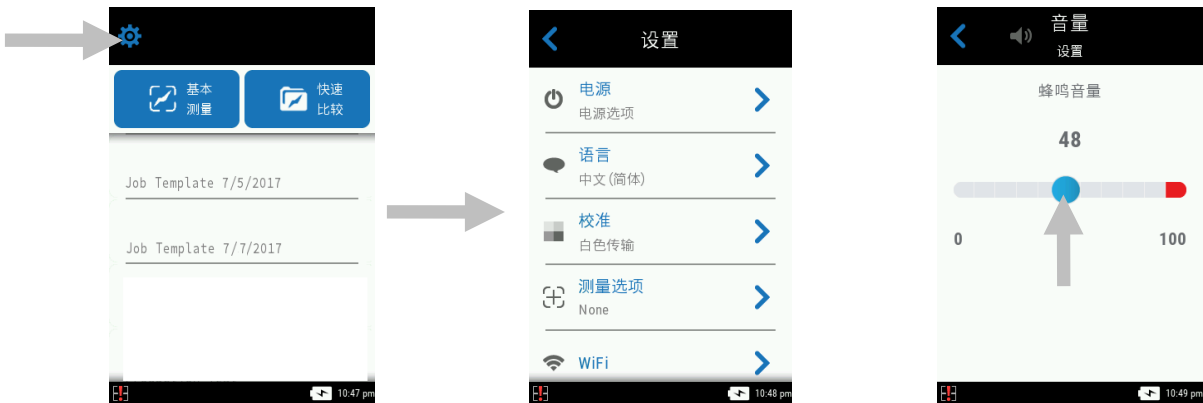 基本
测量
快速
比较
Job Template 7/5/2017
Job Template 7/7/2017
10:47 pm
设置
电源
电源选项
语言
中文(简体)
校准
白色传输
测量选项
None
WiFi
10:48 pm
音量
设置
蜂鸣音量
48
0
100
10:49 pm